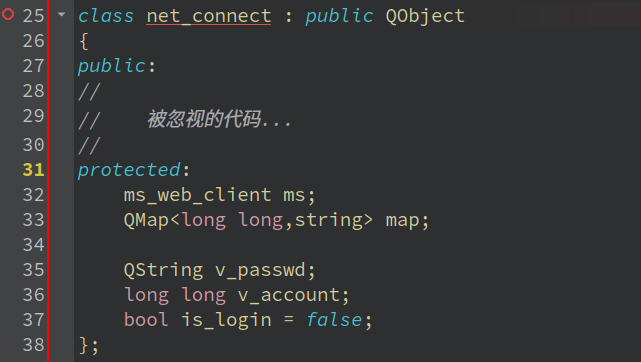 25 class net_connect : public QObject
26 {
27 public:
28 //
29 //    被忽视的代码...
30 //
31 protected:
32     ms_web_client ms;
33     QMap<long long,string> map;
34
35     QString v_passwd;
36     long long v_account;
37     bool is_login = false;
38 };